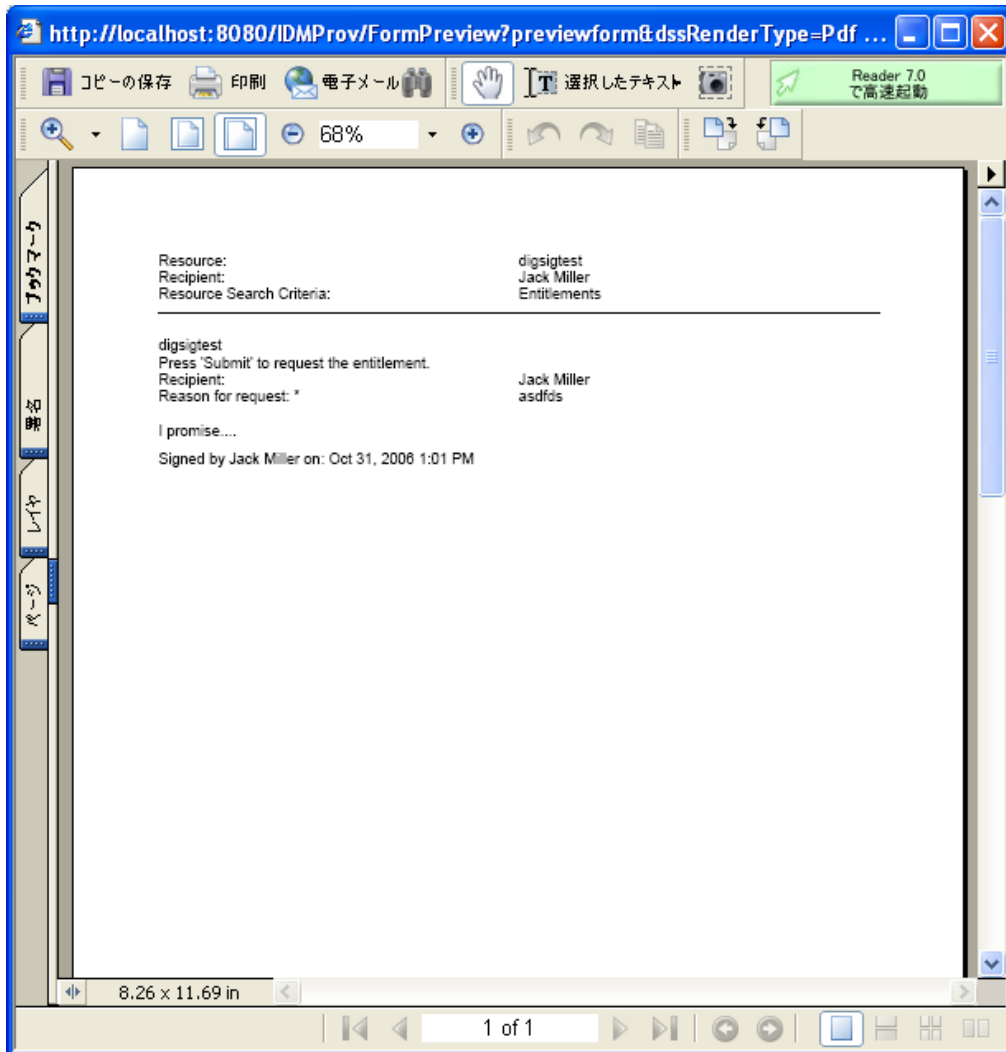 http://localhost:8080/IDMProv/FormPreview?previewform&dssRenderType=Pdf ...
コピーの保存 印刷 電子メール 選択したテキスト Reader 7.0
で高速起動
68%
ブックマーク
署名
レイヤ
ページ
Resource: digsigtest
Recipient: Jack Miller
Resource Search Criteria: Entitlements
digsigtest
Press 'Submit' to request the entitlement.
Recipient: Jack Miller
Reason for request: * asdfds
I promise....
Signed by Jack Miller on: Oct 31, 2006 1:01 PM
8.26 x 11.69 in
1 of 1